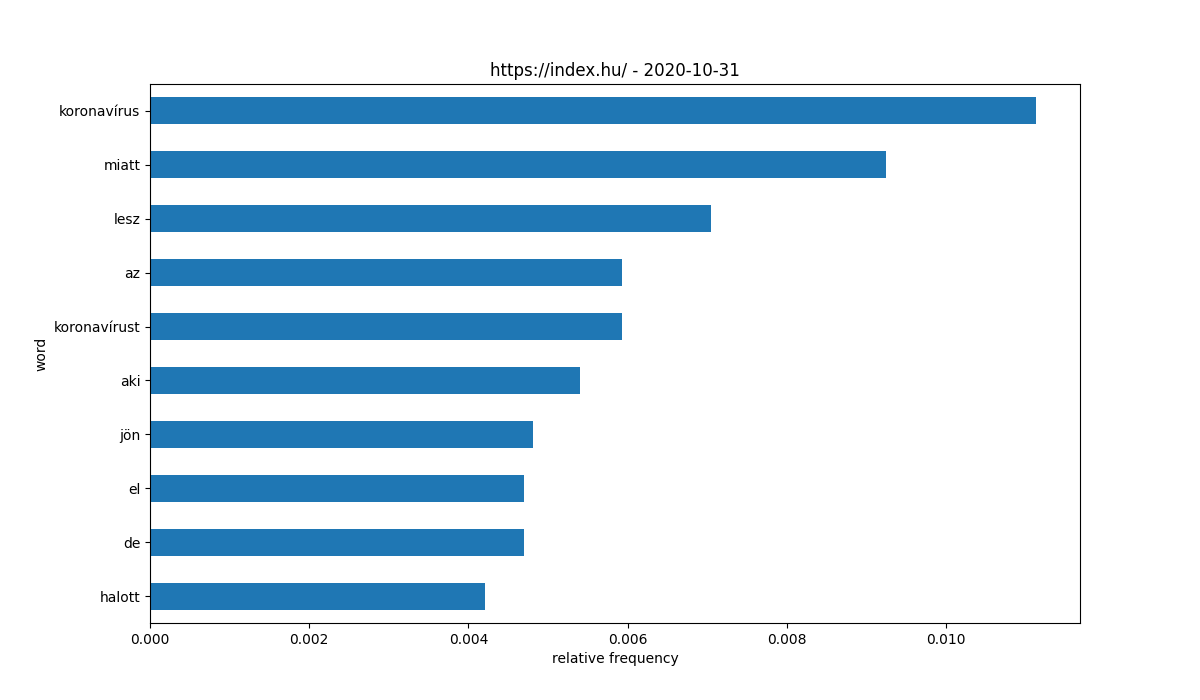 https://index.hu/ - 2020-10-31
koronavírus
miatt
lesz
az
koronavírust
aki
jön
el
de
halott
word
0.000 0.002 0.004 0.006 0.008 0.010
relative frequency